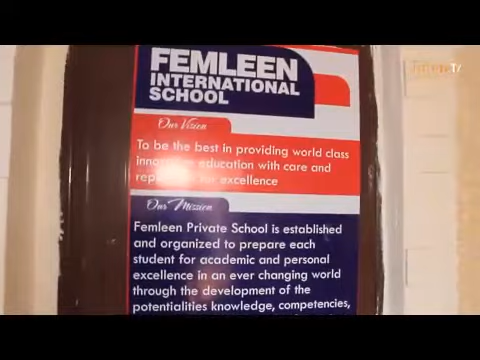 FEMLEEN
INTERNATIONAL
SCHOOL
Our Vision
To be the best in providing world class
education with care and
for excellence
Our Mission
Femleen Private School is established
and organized to prepare each
student for academic and personal
excellence in an ever changing world
through the development of the
potentialities knowledge, competencies,